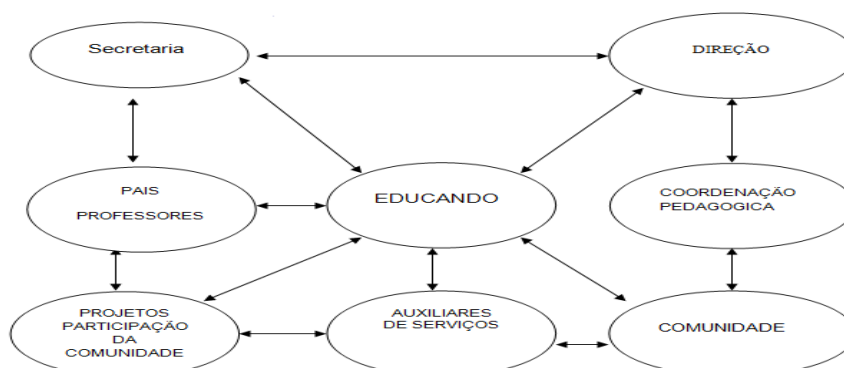 Secretaria
DIREÇÃO
PAIS
PROFESSORES
EDUCANDO
COORDENAÇÃO
PEDAGOGICA
PROJETOS
PARTICIPAÇÃO
DA
COMUNIDADE
AUXILIARES
DE SERVIÇOS
COMUNIDADE